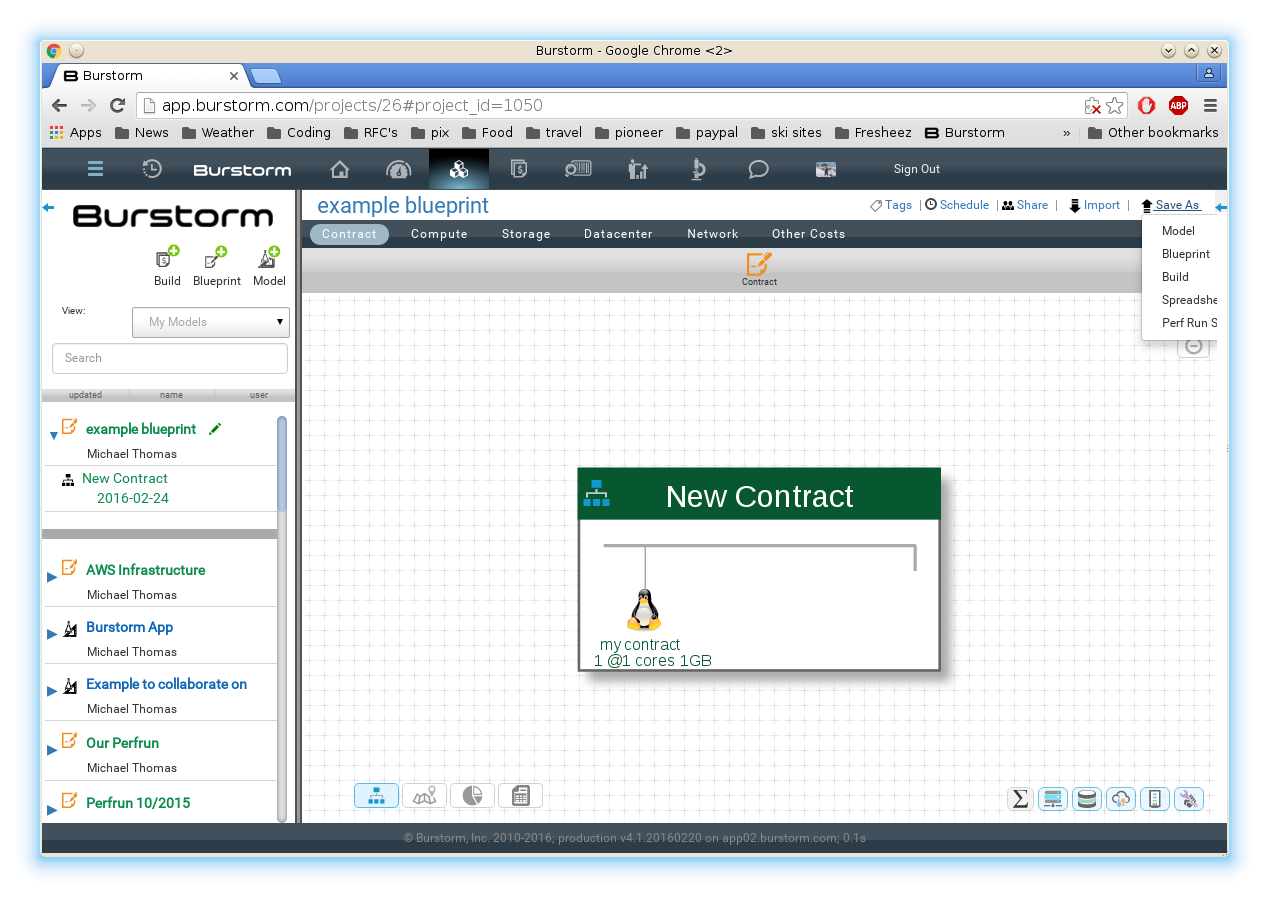 Burstorm - Google Chrome <2>
Burstorm
app.burstorm.com/projects/26#project_id=1050
ABP
Apps News Weather Coding RFC's pix Food travel pioneer paypal ski sites Fresheez Burstorm » Other bookmarks
Burstorm Sign Out
Burstorm
Build Blueprint Model
View: My Models
Search
updated name user
example blueprint
Michael Thomas
New Contract
2016-02-24
AWS Infrastructure
Michael Thomas
Burstorm App
Michael Thomas
Example to collaborate on
Michael Thomas
Our Perfrun
Michael Thomas
Perfrun 10/2015
example blueprint Tags | Schedule | Share | Import | Save As
Contract Compute Storage Datacenter Network Other Costs
Contract
Model
Blueprint
Build
Spreadshe
Perf Run S
New Contract
my contract
1 @1 cores 1GB
© Burstorm, Inc. 2010-2016; production v4.1.20160220 on app02.burstorm.com; 0.1s